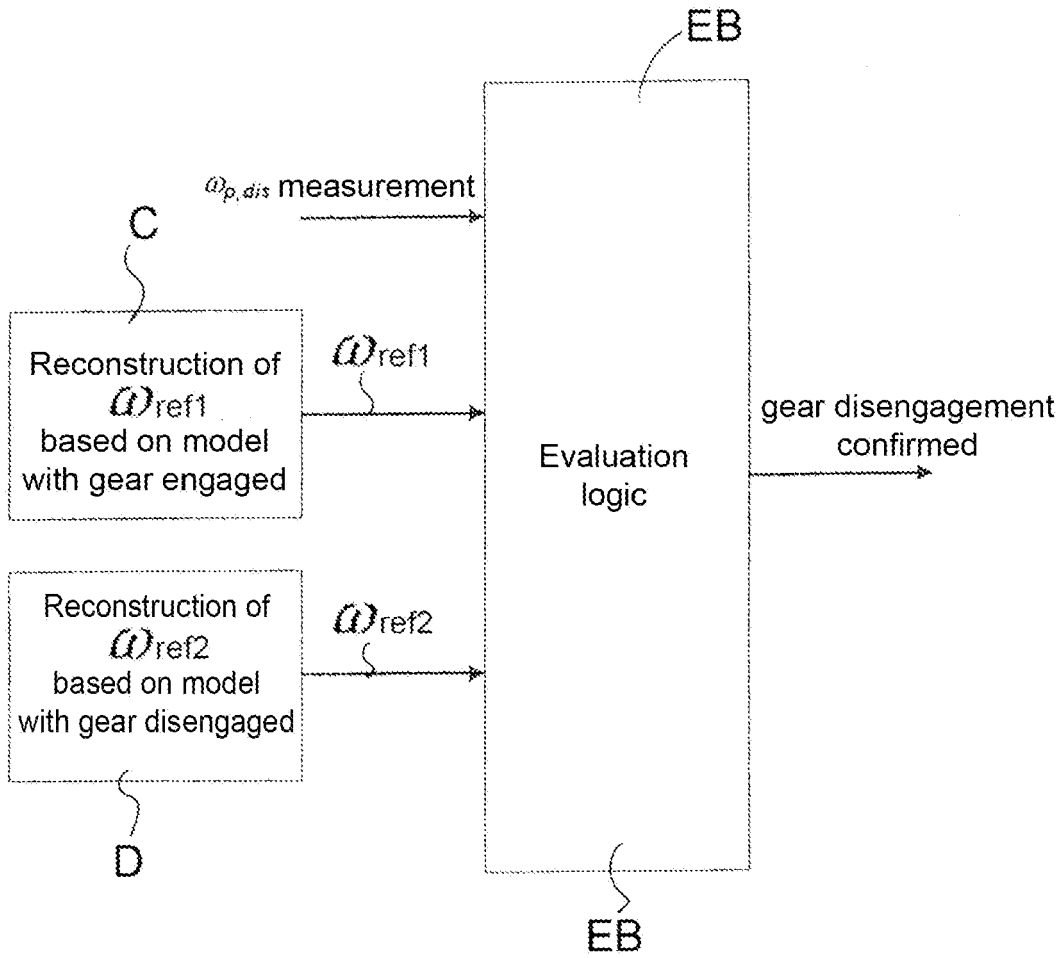 EB
ωp,dis measurement
C
Reconstruction of
ωref1
based on model
with gear engaged
ωref1
gear disengagement
confirmed
Evaluation
logic
Reconstruction of
ωref2
based on model
with gear disengaged
ωref2
D
EB